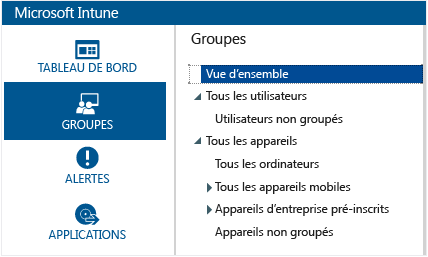 Microsoft Intune
TABLEAU DE BORD
GROUPES
ALERTES
APPLICATIONS
Groupes
Vue d'ensemble
Tous les utilisateurs
Utilisateurs non groupés
Tous les appareils
Tous les ordinateurs
Tous les appareils mobiles
Appareils d'entreprise pré-inscrits
Appareils non groupés